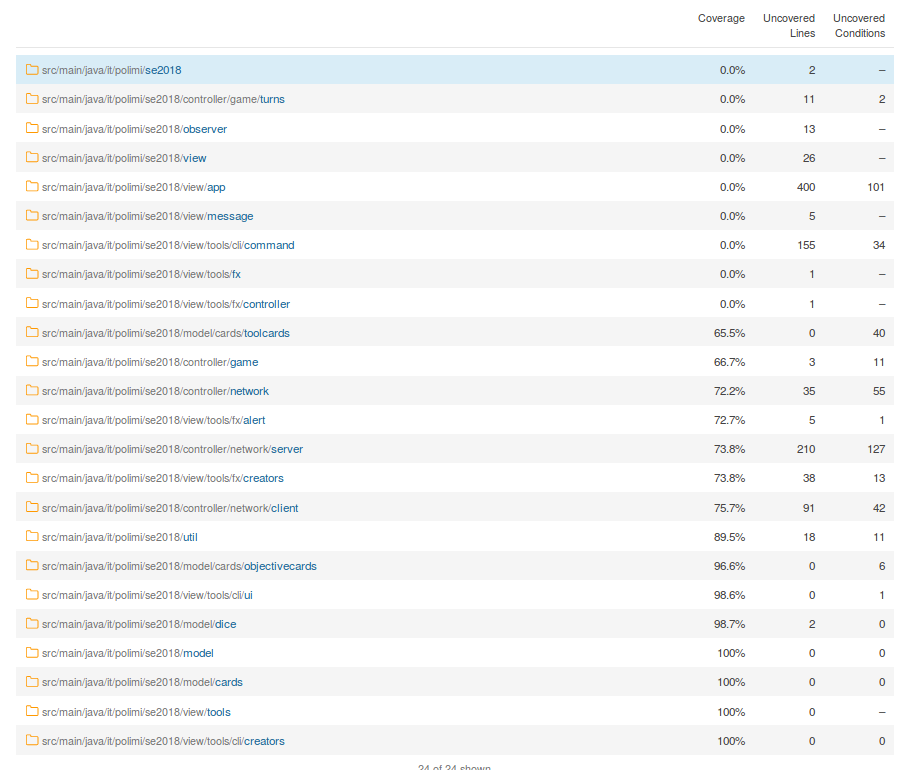 Coverage Uncovered Lines Uncovered Conditions
src/main/java/it/polimi/se2018 0.0% 2 –
src/main/java/it/polimi/se2018/controller/game/turns 0.0% 11 2
src/main/java/it/polimi/se2018/observer 0.0% 13 –
src/main/java/it/polimi/se2018/view 0.0% 26 –
src/main/java/it/polimi/se2018/view/app 0.0% 400 101
src/main/java/it/polimi/se2018/view/message 0.0% 5 –
src/main/java/it/polimi/se2018/view/tools/cli/command 0.0% 155 34
src/main/java/it/polimi/se2018/view/tools/fx 0.0% 1 –
src/main/java/it/polimi/se2018/view/tools/fx/controller 0.0% 1 –
src/main/java/it/polimi/se2018/model/cards/toolcards 65.5% 0 40
src/main/java/it/polimi/se2018/controller/game 66.7% 3 11
src/main/java/it/polimi/se2018/controller/network 72.2% 35 55
src/main/java/it/polimi/se2018/view/tools/fx/alert 72.7% 5 1
src/main/java/it/polimi/se2018/controller/network/server 73.8% 210 127
src/main/java/it/polimi/se2018/view/tools/fx/creators 73.8% 38 13
src/main/java/it/polimi/se2018/controller/network/client 75.7% 91 42
src/main/java/it/polimi/se2018/util 89.5% 18 11
src/main/java/it/polimi/se2018/model/cards/objectivecards 96.6% 0 6
src/main/java/it/polimi/se2018/view/tools/cli/ui 98.6% 0 1
src/main/java/it/polimi/se2018/model/dice 98.7% 2 0
src/main/java/it/polimi/se2018/model 100% 0 0
src/main/java/it/polimi/se2018/model/cards 100% 0 0
src/main/java/it/polimi/se2018/view/tools 100% 0 –
src/main/java/it/polimi/se2018/view/tools/cli/creators 100% 0 0
24 of 24 shown